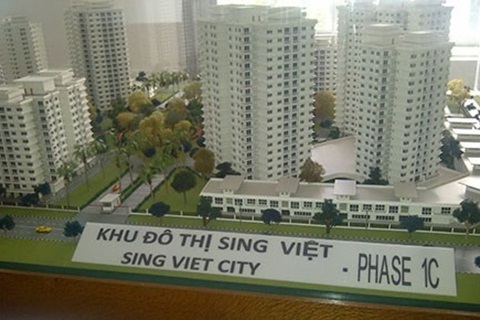 KHU ĐÔ THỊ SING VIỆT
SING VIET CITY - PHASE 1C